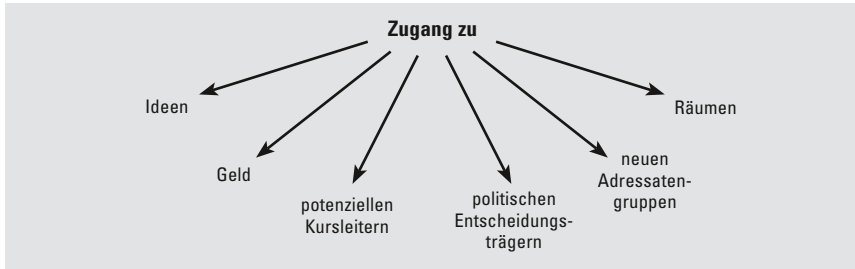 Zugang zu
Ideen
Geld
potenziellen
Kursleitern
politischen
Entscheidungs-
trägern
neuen
Adressaten-
gruppen
Räumen